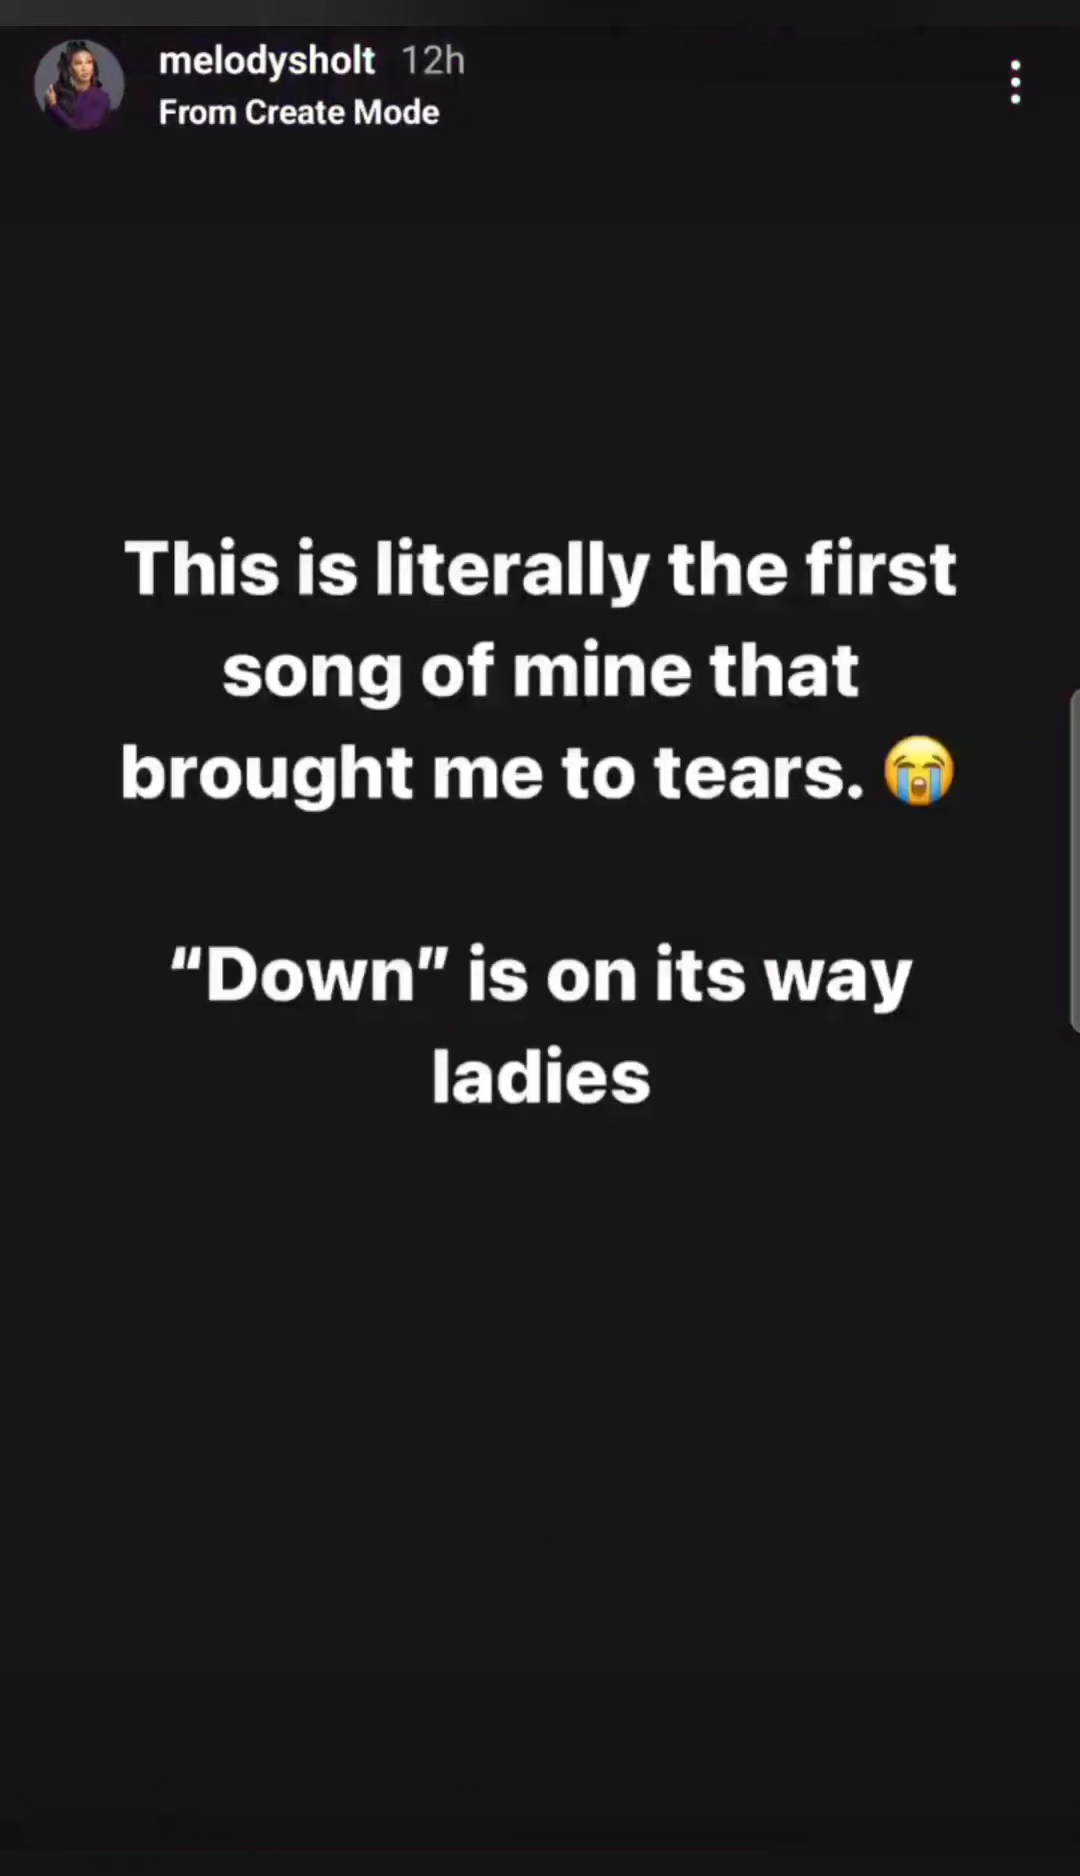 melodysholt 12h
From Create Mode
This is literally the first
song of mine that
brought me to tears. 😭
“Down” is on its way
ladies